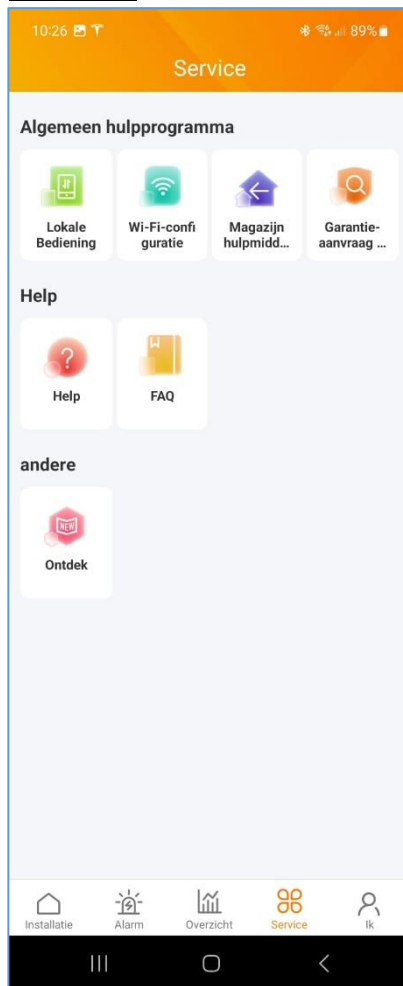 10:26 89%
Service
Algemeen hulpprogramma
Lokale
Bediening
Wi-Fi-confi
guratie
Magazijn
hulpmidd...
Garantie-
aanvraag ...
Help
Help
FAQ
andere
NEW
Ontdek
Installatie
Alarm
Overzicht
Service
Ik